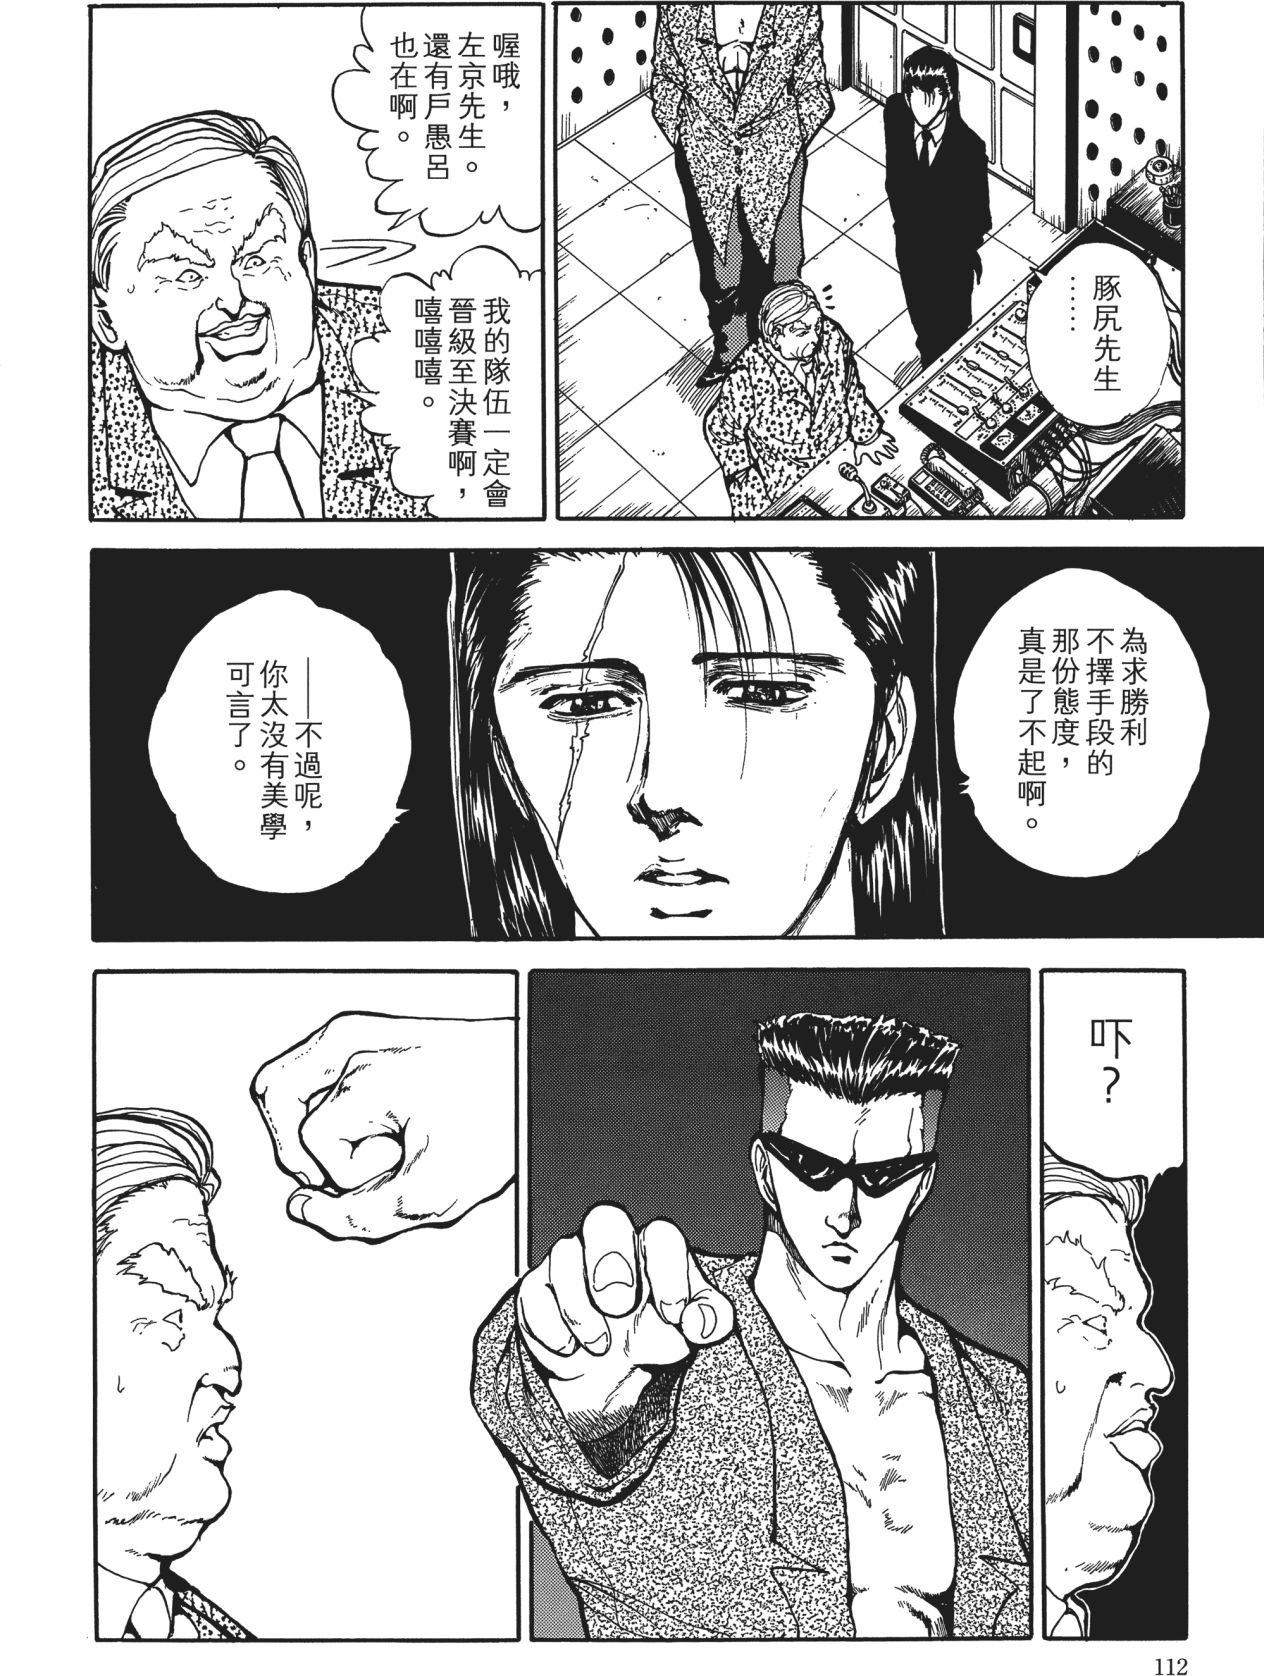 豚尻先生
……
喔哦，
左京先生。
還有戶愚呂
也在啊。
我的隊伍一定會
晉級至決賽啊，
嘻嘻嘻。
為求勝利
不擇手段的
那份態度，
真是了不起啊。
——不過呢，
你太沒有美學
可言了。
吓？
112